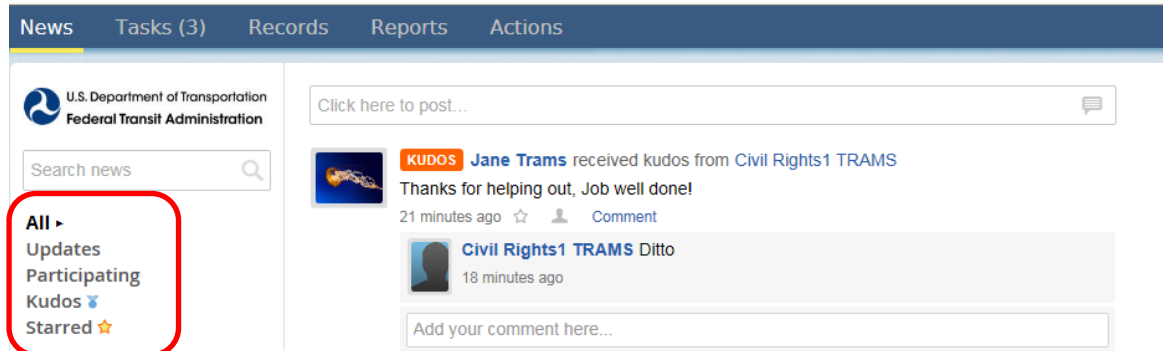 News Tasks (3) Records Reports Actions
U.S. Department of Transportation
Federal Transit Administration
Search news
All
Updates
Participating
Kudos
Starred
Click here to post...
KUDOS Jane Trams received kudos from Civil Rights1 TRAMS
Thanks for helping out, Job well done!
21 minutes ago Comment
Civil Rights1 TRAMS Ditto
18 minutes ago
Add your comment here...